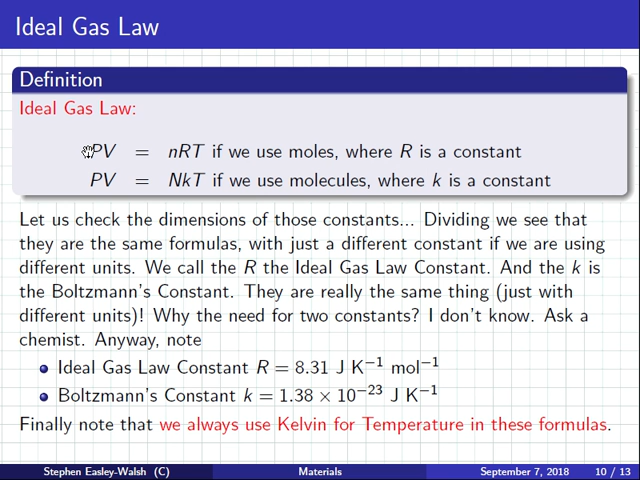 Ideal Gas Law
Definition
Ideal Gas Law:
PV = nRT if we use moles, where R is a constant
PV = NkT if we use molecules, where k is a constant
Let us check the dimensions of those constants... Dividing we see that
they are the same formulas, with just a different constant if we are using
different units. We call the R the Ideal Gas Law Constant. And the k is
the Boltzmann's Constant. They are really the same thing (just with
different units)! Why the need for two constants? I don't know. Ask a
chemist. Anyway, note
Ideal Gas Law Constant R = 8.31 J K⁻¹ mol⁻¹
Boltzmann's Constant k = 1.38 × 10⁻²³ J K⁻¹
Finally note that we always use Kelvin for Temperature in these formulas.
Stephen Easley-Walsh (C) Materials September 7, 2018 10 / 13